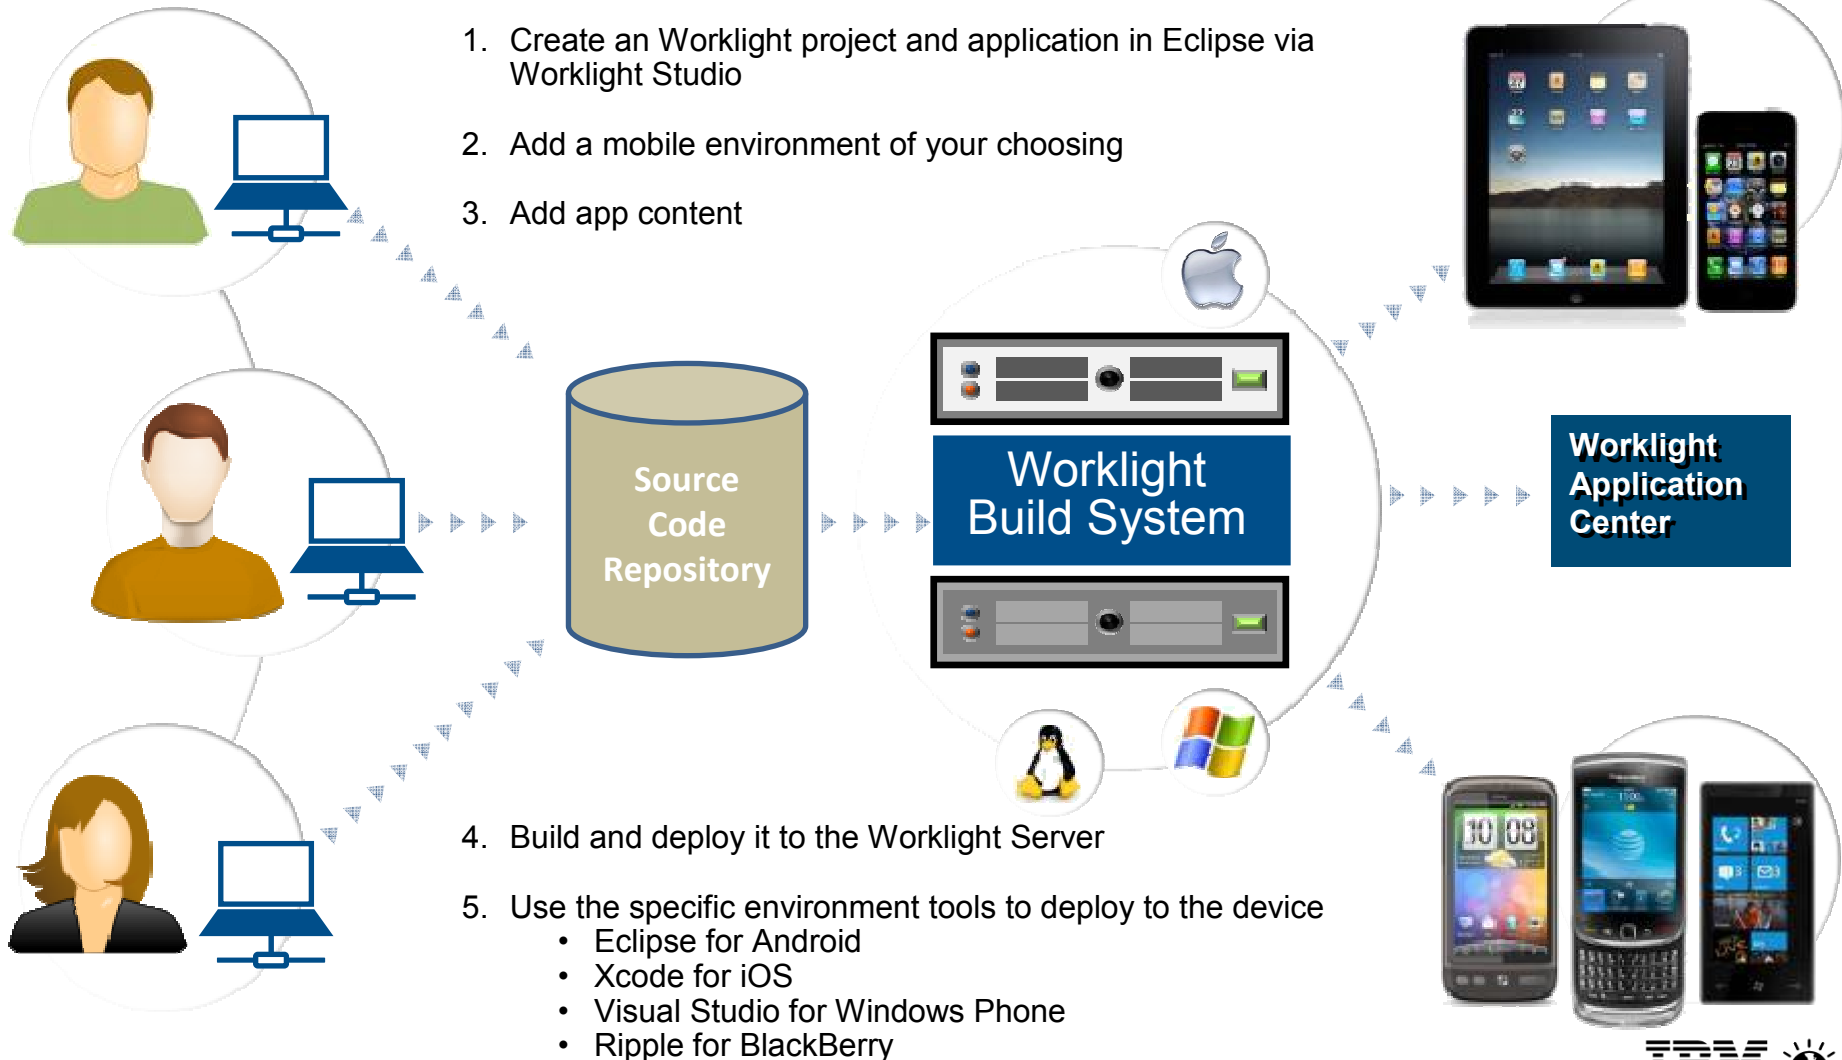 1. Create an Worklight project and application in Eclipse via
Worklight Studio
2. Add a mobile environment of your choosing
3. Add app content
Source
Code
Repository
Worklight
Build System
Worklight
Application
Center
10 08
4. Build and deploy it to the Worklight Server
5. Use the specific environment tools to deploy to the device
• Eclipse for Android
• Xcode for iOS
• Visual Studio for Windows Phone
• Ripple for BlackBerry
IBM